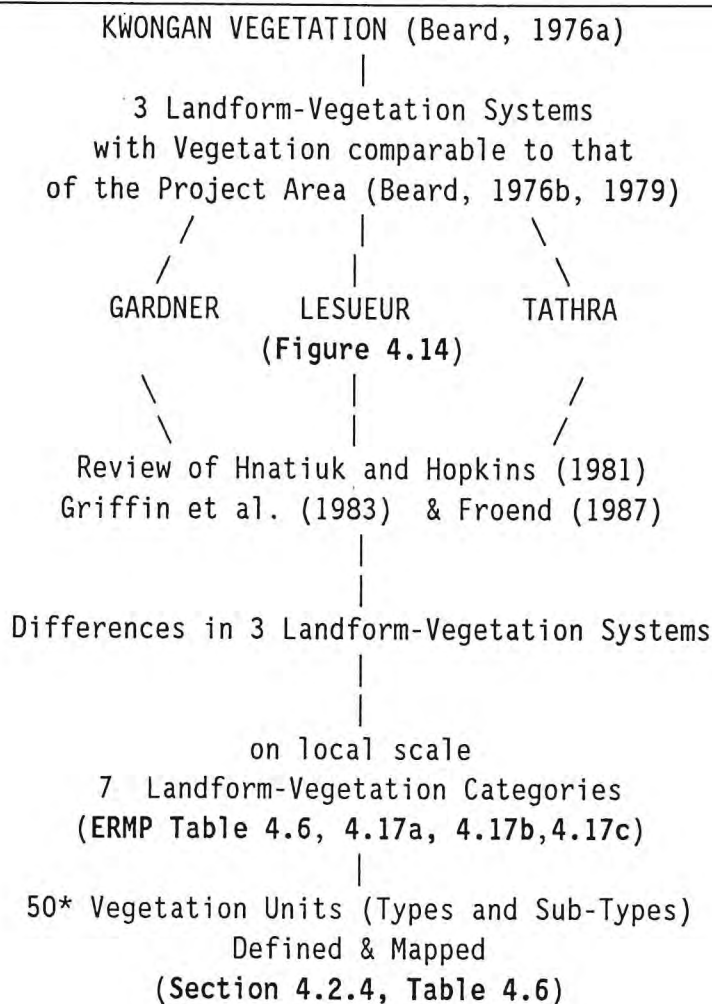 KWONGAN VEGETATION (Beard, 1976a)
|
3 Landform-Vegetation Systems
with Vegetation comparable to that
of the Project Area (Beard, 1976b, 1979)
/ | \
/ | \
GARDNER LESUEUR TATHRA
(Figure 4.14)
\ | /
\ | /
Review of Hnatiuk and Hopkins (1981)
Griffin et al. (1983) & Froend (1987)
|
|
Differences in 3 Landform-Vegetation Systems
|
|
on local scale
7 Landform-Vegetation Categories
(ERMP Table 4.6, 4.17a, 4.17b,4.17c)
|
50* Vegetation Units (Types and Sub-Types)
Defined & Mapped
(Section 4.2.4, Table 4.6)